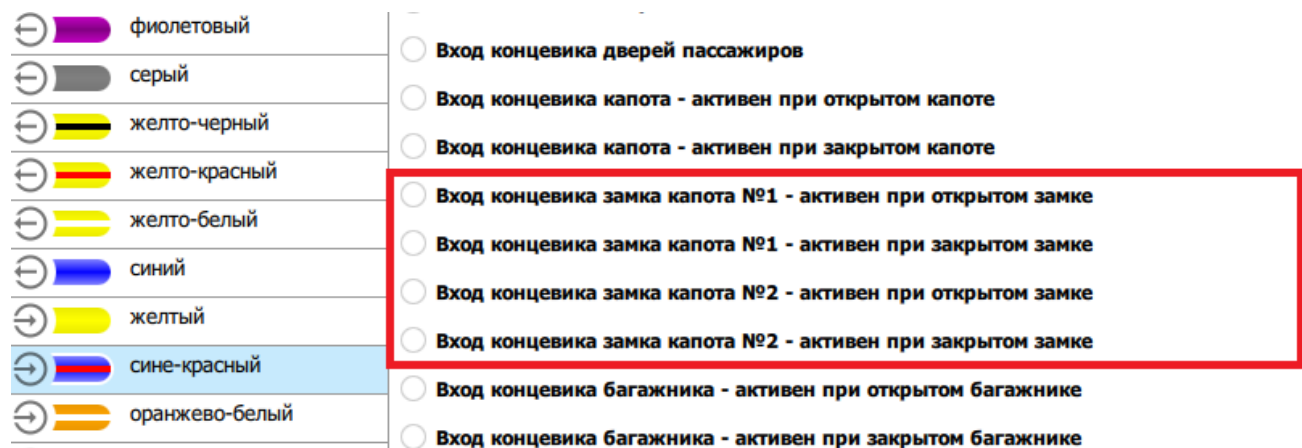 фиолетовый
серый
желто-черный
желто-красный
желто-белый
синий
желтый
сине-красный
оранжево-белый
Вход концевика дверей пассажиров
Вход концевика капота - активен при открытом капоте
Вход концевика капота - активен при закрытом капоте
Вход концевика замка капота №1 - активен при открытом замке
Вход концевика замка капота №1 - активен при закрытом замке
Вход концевика замка капота №2 - активен при открытом замке
Вход концевика замка капота №2 - активен при закрытом замке
Вход концевика багажника - активен при открытом багажнике
Вход концевика багажника - активен при закрытом багажнике